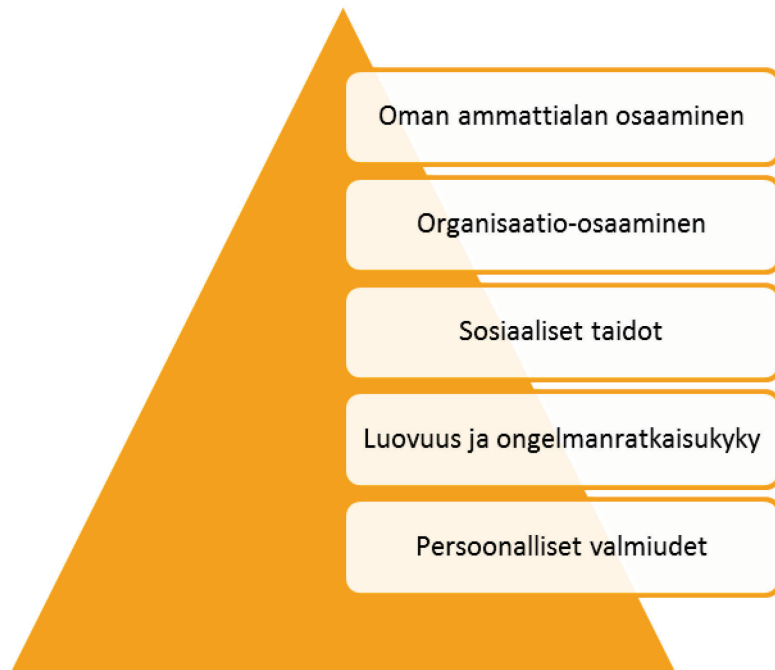 Oman ammattialan osaaminen
Organisaatio-osaaminen
Sosiaaliset taidot
Luovuus ja ongelmanratkaisukyky
Persoonalliset valmiudet